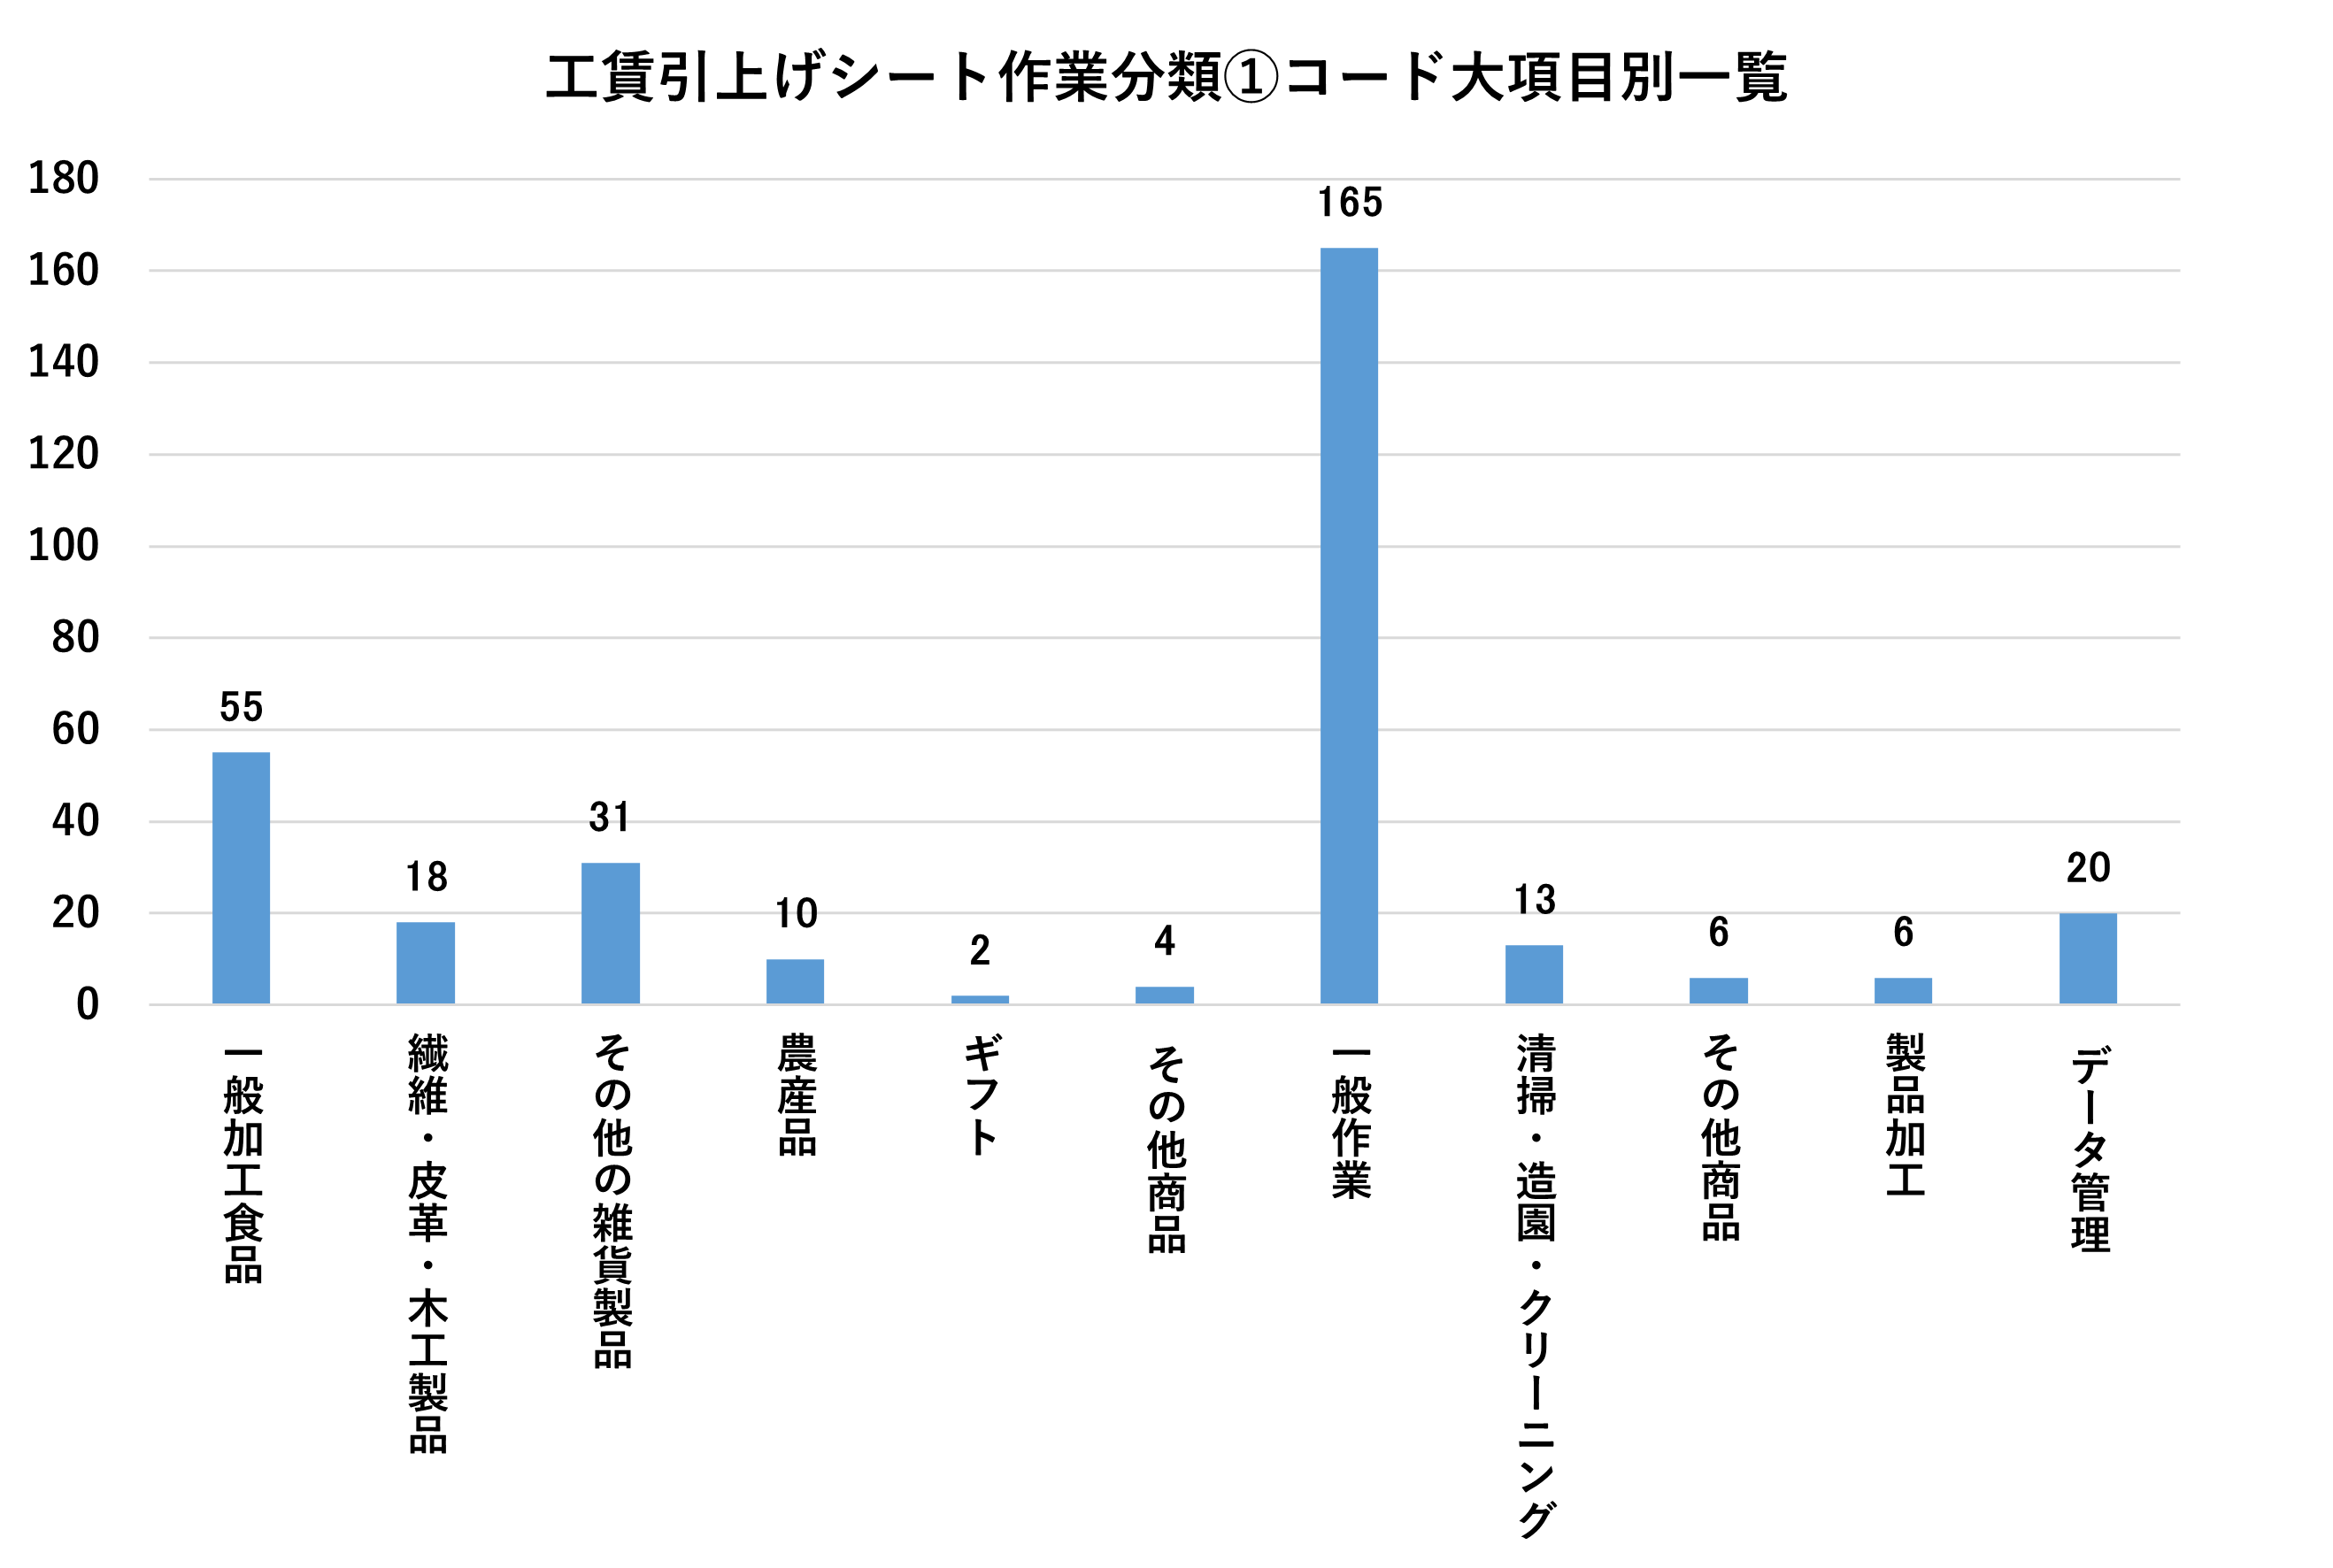 工賃引上げシート作業分類①コード大項目別一覧
180
160
140
120
100
80
60
40
20
0
55
18
31
10
2
4
165
13
6
6
20
一般加工食品
繊維・皮革・木工製品
その他の雑貨製品
農産品
ギフト
その他商品
一般作業
清掃・造園・クリーニング
その他商品
製品加工
データ管理